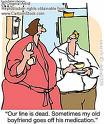 "Our line is dead. Sometimes my old
boyfriend goes off his medication."